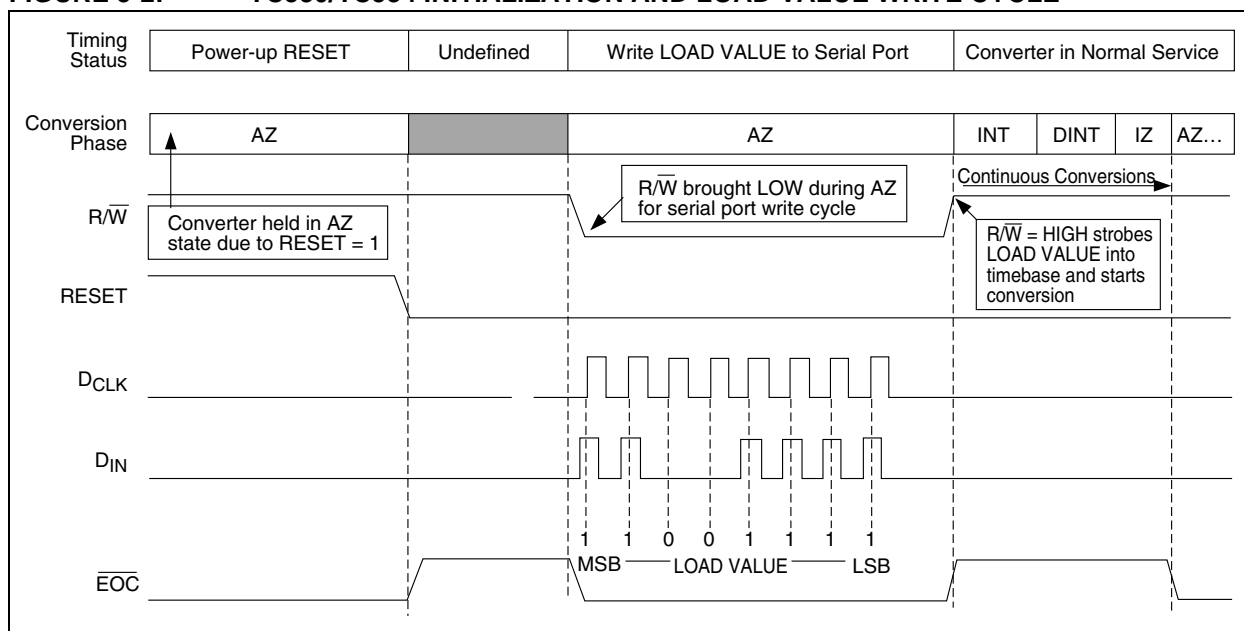 Timing Status
Power-up RESET
Undefined
Write LOAD VALUE to Serial Port
Converter in Normal Service
Conversion Phase
AZ
AZ
INT
DINT
IZ
AZ...
R/W̅
Converter held in AZ
state due to RESET = 1
R/W̅ brought LOW during AZ
for serial port write cycle
Continuous Conversions
R/W̅ = HIGH strobes
LOAD VALUE into
timebase and starts
conversion
RESET
DCLK
DIN
1 1 0 0 1 1 1 1
MSB LOAD VALUE LSB
E̅O̅C̅